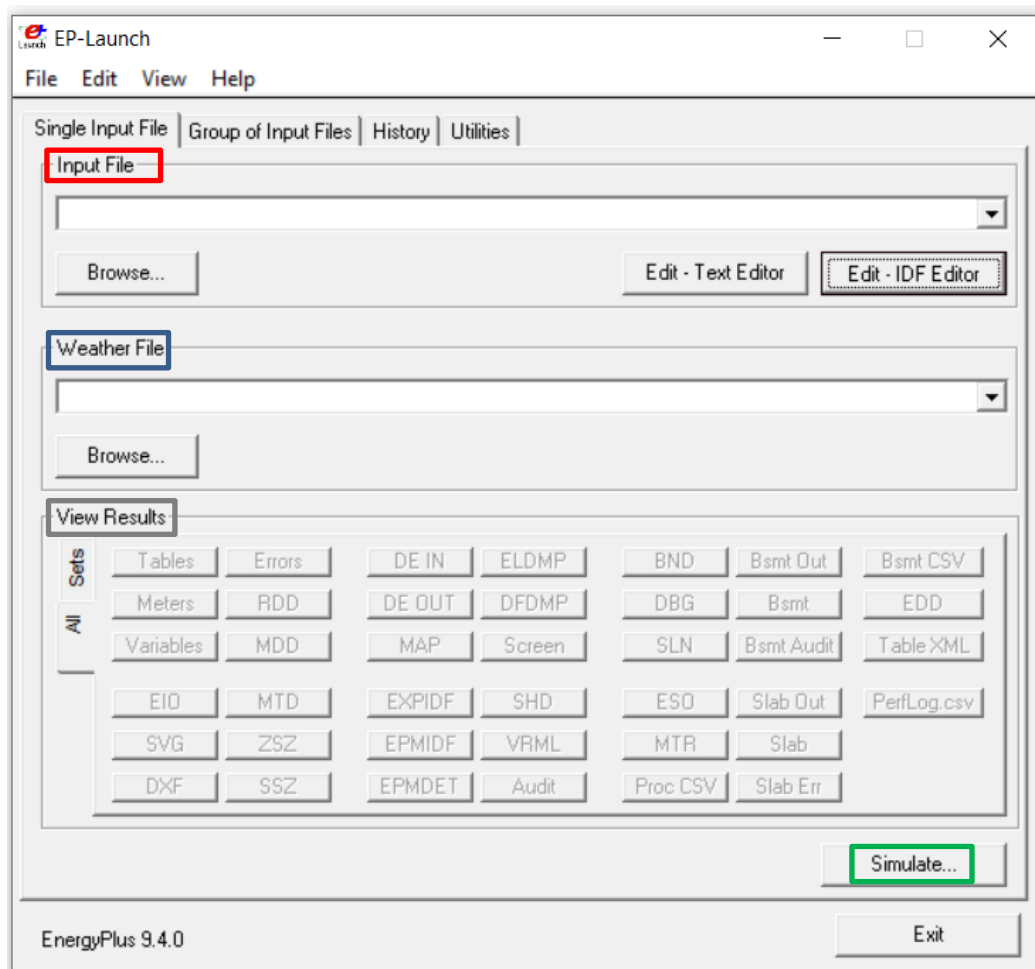 EP-Launch
File Edit View Help
Single Input File Group of Input Files History Utilities
Input File
Browse... Edit - Text Editor Edit - IDF Editor
Weather File
Browse...
View Results
Sets
All
Tables Errors DE IN ELDMP BND Bsmt Out Bsmt CSV
Meters RDD DE OUT DFDMP DBG Bsmt EDD
Variables MDD MAP Screen SLN Bsmt Audit Table XML
EIO MTD EXPIDF SHD ESO Slab Out PerfLog.csv
SVG ZSZ EPMIDF VRML MTR Slab
DXF SSZ EPMDET Audit Proc CSV Slab Err
Simulate...
EnergyPlus 9.4.0 Exit